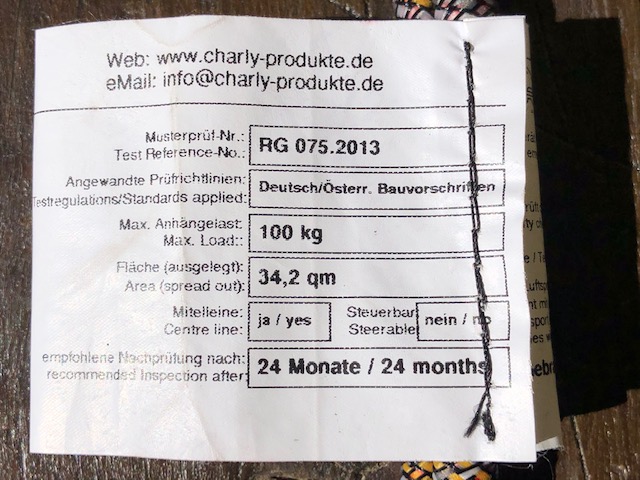 Web: www.charly-produkte.de
eMail: info@charly-produkte.de
Musterprüf-Nr.:
Test Reference-No.:
RG 075.2013
Angewandte Prüfrichtlinien:
Testregulations/Standards applied:
Deutsch/Österr. Bauvorschriften
Max. Anhängelast:
Max. Load::
100 kg
Fläche (ausgelegt):
Area (spread out):
34,2 qm
Mittelleine:
Centre line:
ja / yes
Steuerbar
Steerable
nein / no
empfohlene Nachprüfung nach:
recommended Inspection after:
24 Monate / 24 months